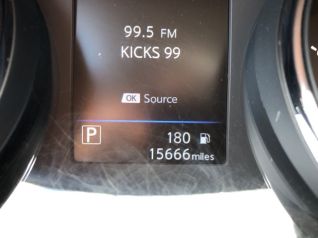 99.5 FM
KICKS 99
OK Source
P 180
15666 miles